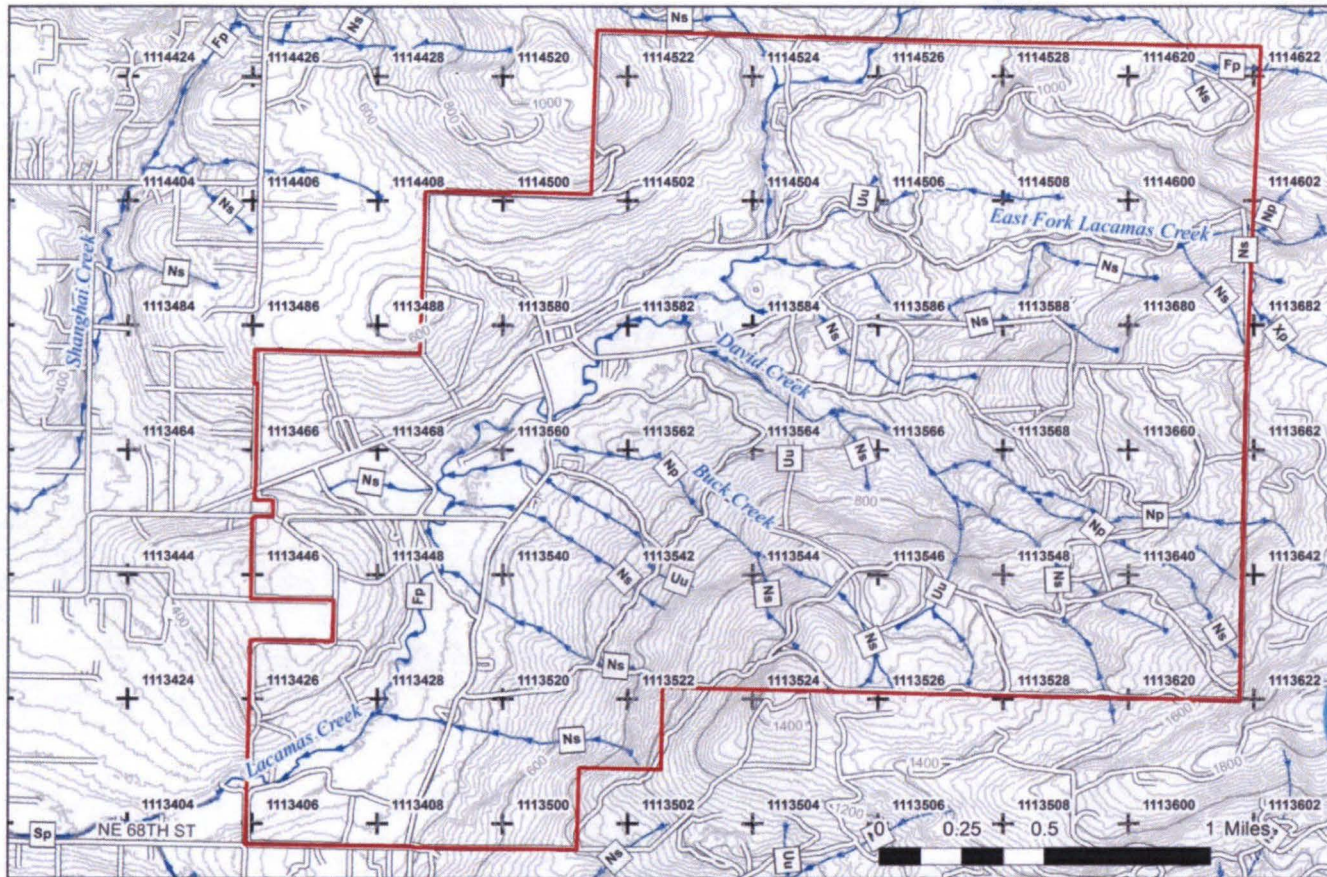 Ns
Fp
Ns
1114424 1114426 1114428 1114520 1114522 1114524 1114526 1114528 1114620 1114622
Fp
Ns
800
800
1000
1000
1114404 1114406 1114408 1114500 1114502 1114504 1114506 1114508 1114600 1114602
Ns
Uu
Np
East Fork Lacamas Creek
Ns
Shanghai Creek
Ns
Ns
Ns
1113484 1113486 1113488 1113580 1113582 1113584 1113586 1113588 1113680 1113682
Ns
Ns
Xp
600
David Creek
400
1113464 1113466 1113468 1113560 1113562 1113564 1113566 1113568 1113660 1113662
Ns
Np
Uu
Ns
Buck Creek
800
Np
Np
1113444 1113446 1113448 1113540 1113542 1113544 1113546 1113548 1113640 1113642
Fp
Ns
Uu
Ns
Uu
Ns
400
Ns
Ns
Ns
1113424 1113426 1113428 1113520 1113522 1113524 1113526 1113528 1113620 1113622
1400
1600
Lacamas Creek
Ns
600
1400
1800
1113404 1113406 1113408 1113500 1113502 1113504 1113506 1113508 1113600 1113602
1200
Sp
NE 68TH ST
0 0.25 0.5 1 Miles
Ns
Uu